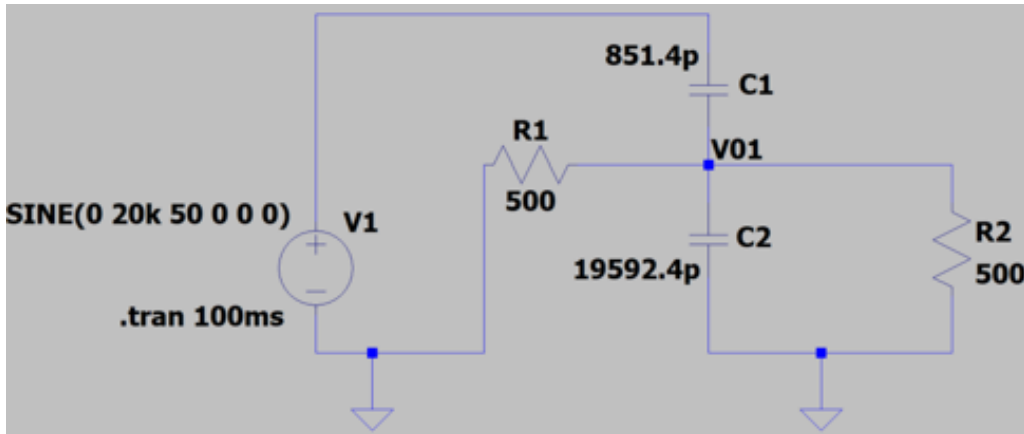 851.4p
C1
R1
V01
500
SINE(0 20k 50 0 0 0)
V1
C2
R2
19592.4p
500
.tran 100ms